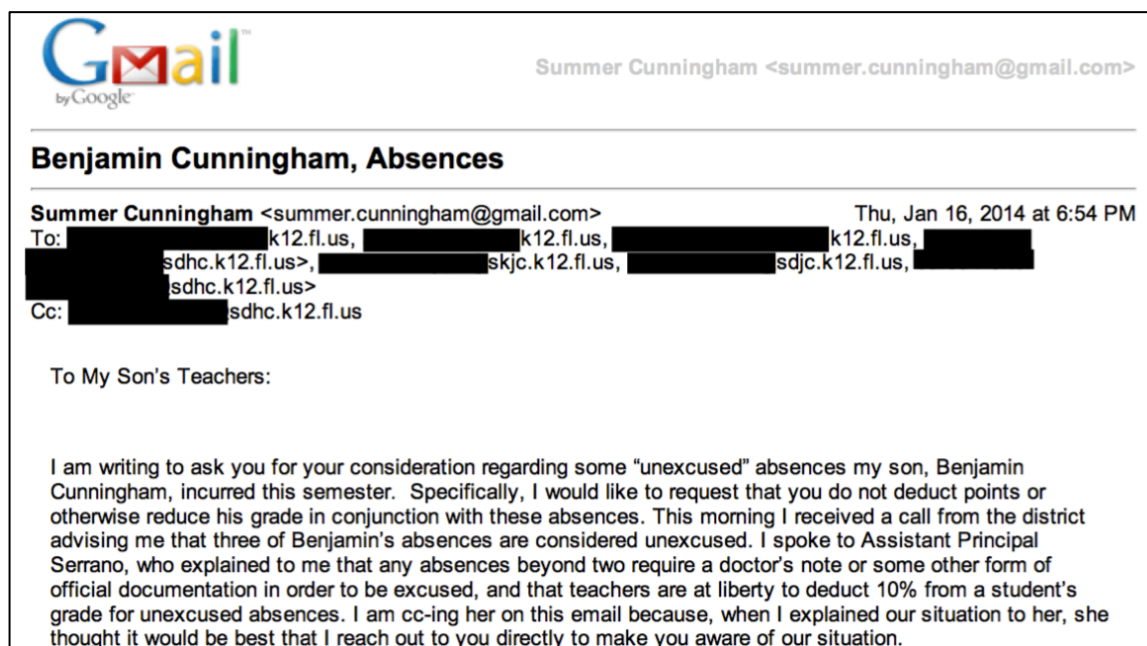 Gmail™
by Google
Summer Cunningham <summer.cunningham@gmail.com>
Benjamin Cunningham, Absences
Summer Cunningham <summer.cunningham@gmail.com> Thu, Jan 16, 2014 at 6:54 PM
To: k12.fl.us, k12.fl.us, k12.fl.us,
sdhc.k12.fl.us>, skjc.k12.fl.us, sdjc.k12.fl.us,
sdhc.k12.fl.us>
Cc: sdhc.k12.fl.us
To My Son's Teachers:
I am writing to ask you for your consideration regarding some “unexcused” absences my son, Benjamin
Cunningham, incurred this semester.  Specifically, I would like to request that you do not deduct points or
otherwise reduce his grade in conjunction with these absences. This morning I received a call from the district
advising me that three of Benjamin's absences are considered unexcused. I spoke to Assistant Principal
Serrano, who explained to me that any absences beyond two require a doctor's note or some other form of
official documentation in order to be excused, and that teachers are at liberty to deduct 10% from a student's
grade for unexcused absences. I am cc-ing her on this email because, when I explained our situation to her, she
thought it would be best that I reach out to you directly to make you aware of our situation.